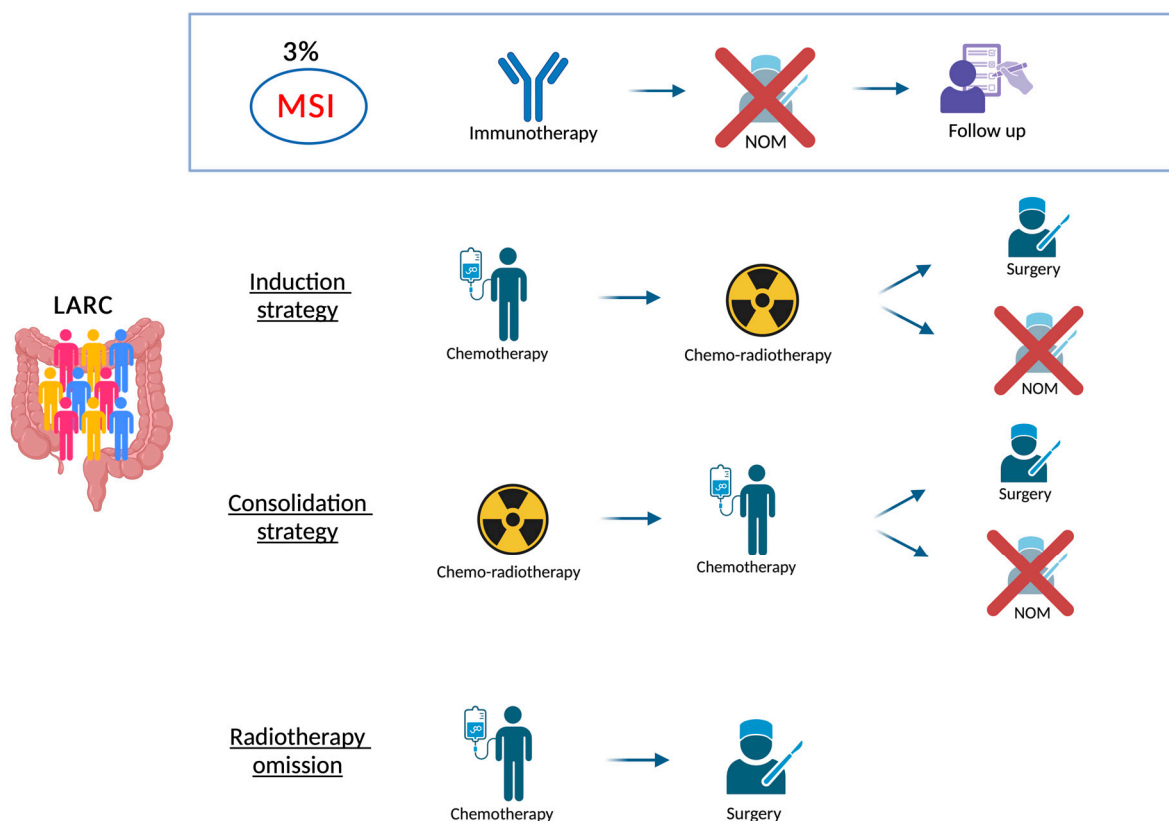 3%
MSI
Immunotherapy
NOM
Follow up
LARC
Induction
strategy
Chemotherapy
Chemo-radiotherapy
Surgery
NOM
Consolidation
strategy
Chemo-radiotherapy
Chemotherapy
Surgery
NOM
Radiotherapy
omission
Chemotherapy
Surgery